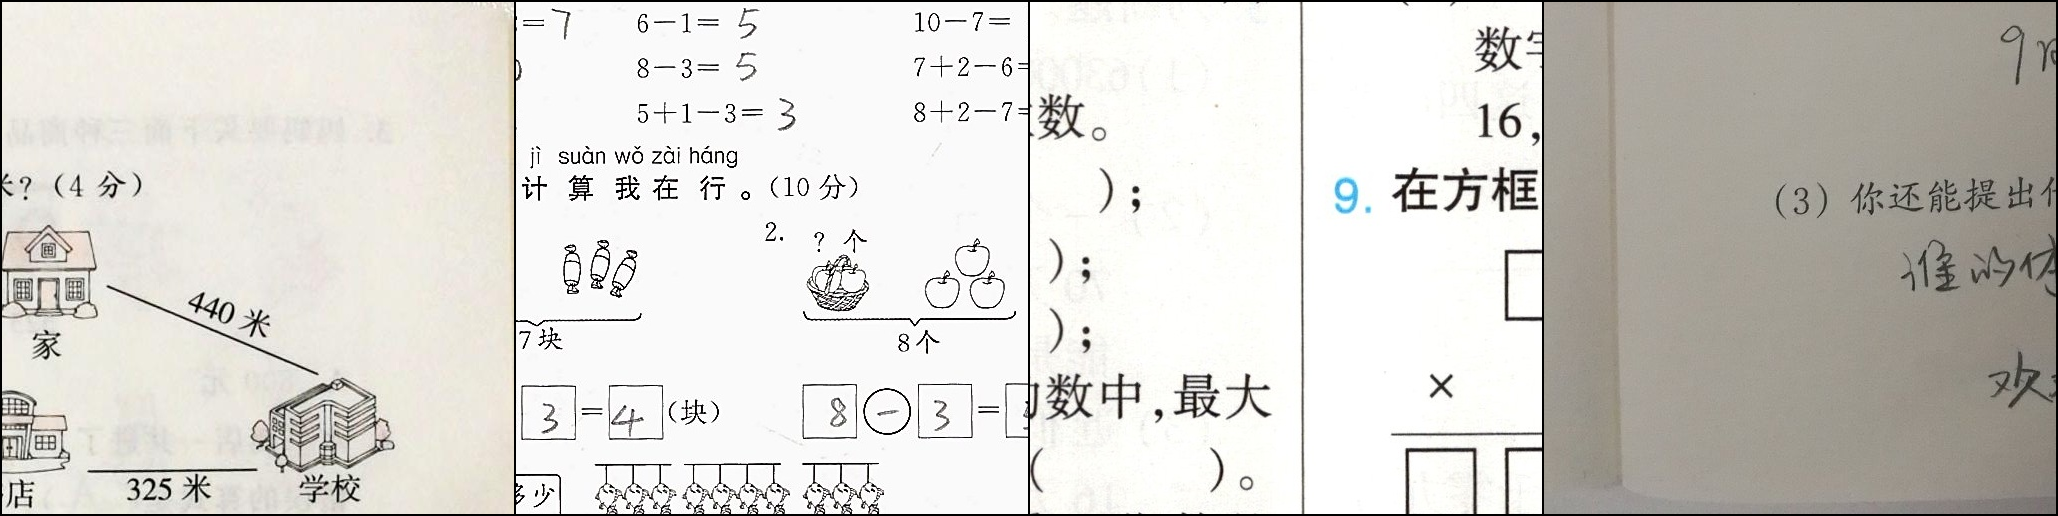 米?(4 分)
440 米
家
店
325 米
学校
=7
6-1= 5
10-7=
8-3= 5
7+2-6=
5+1-3= 3
8+2-7=
jì suàn wǒ zài háng
计 算 我 在 行 。(10 分)
2.
? 个
7块
8个
3 = 4 (块)
8 - 3 =
多少
数。
);
);
);
数中,最大
( )。
数字
16,
9. 在方框
×
9
(3) 你还能提出什
谁的体
欢